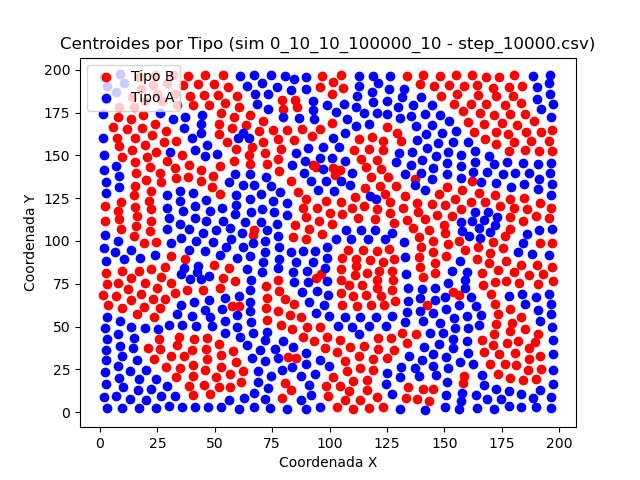 Centroides por Tipo (sim 0_10_10_100000_10 - step_10000.csv)
Tipo B
Tipo A
Coordenada Y
200
175
150
125
100
75
50
25
0
0 25 50 75 100 125 150 175 200
Coordenada X